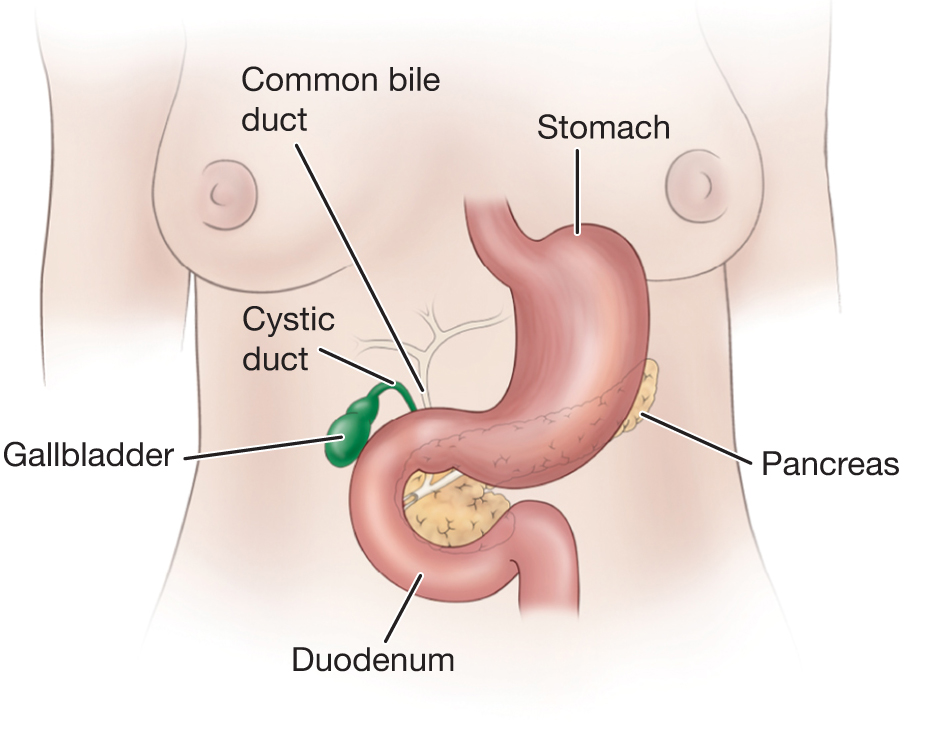 Common bile
duct
Stomach
Cystic
duct
Gallbladder
Pancreas
Duodenum